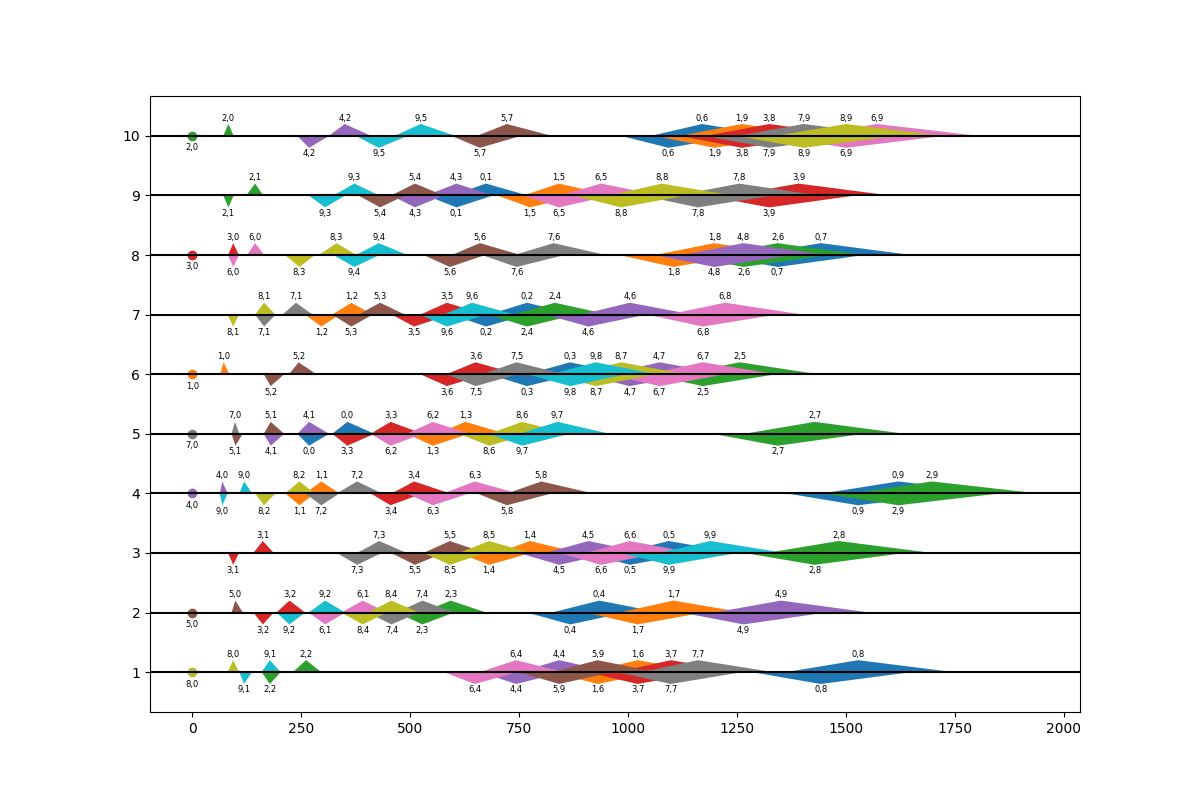 2,0 4,2 9,5 5,7 0,6 1,9 3,8 7,9 8,9 6,9
10
2,0 4,2 9,5 5,7 0,6 1,9 3,8 7,9 8,9 6,9
2,1 9,3 5,4 4,3 0,1 1,5 6,5 8,8 7,8 3,9
9
2,1 9,3 5,4 4,3 0,1 1,5 6,5 8,8 7,8 3,9
3,0 6,0 8,3 9,4 5,6 7,6 1,8 4,8 2,6 0,7
8
3,0 6,0 8,3 9,4 5,6 7,6 1,8 4,8 2,6 0,7
8,1 7,1 1,2 5,3 3,5 9,6 0,2 2,4 4,6 6,8
7
8,1 7,1 1,2 5,3 3,5 9,6 0,2 2,4 4,6 6,8
1,0 5,2 3,6 7,5 0,3 9,8 8,7 4,7 6,7 2,5
6
1,0 5,2 3,6 7,5 0,3 9,8 8,7 4,7 6,7 2,5
7,0 5,1 4,1 0,0 3,3 6,2 1,3 8,6 9,7 2,7
5
7,0 5,1 4,1 0,0 3,3 6,2 1,3 8,6 9,7 2,7
4,0 9,0 8,2 1,1 7,2 3,4 6,3 5,8 0,9 2,9
4
4,0 9,0 8,2 1,1 7,2 3,4 6,3 5,8 0,9 2,9
3,1 7,3 5,5 8,5 1,4 4,5 6,6 0,5 9,9 2,8
3
3,1 7,3 5,5 8,5 1,4 4,5 6,6 0,5 9,9 2,8
5,0 3,2 9,2 6,1 8,4 7,4 2,3 0,4 1,7 4,9
2
5,0 3,2 9,2 6,1 8,4 7,4 2,3 0,4 1,7 4,9
8,0 9,1 2,2 6,4 4,4 5,9 1,6 3,7 7,7 0,8
1
8,0 9,1 2,2 6,4 4,4 5,9 1,6 3,7 7,7 0,8
0 250 500 750 1000 1250 1500 1750 2000